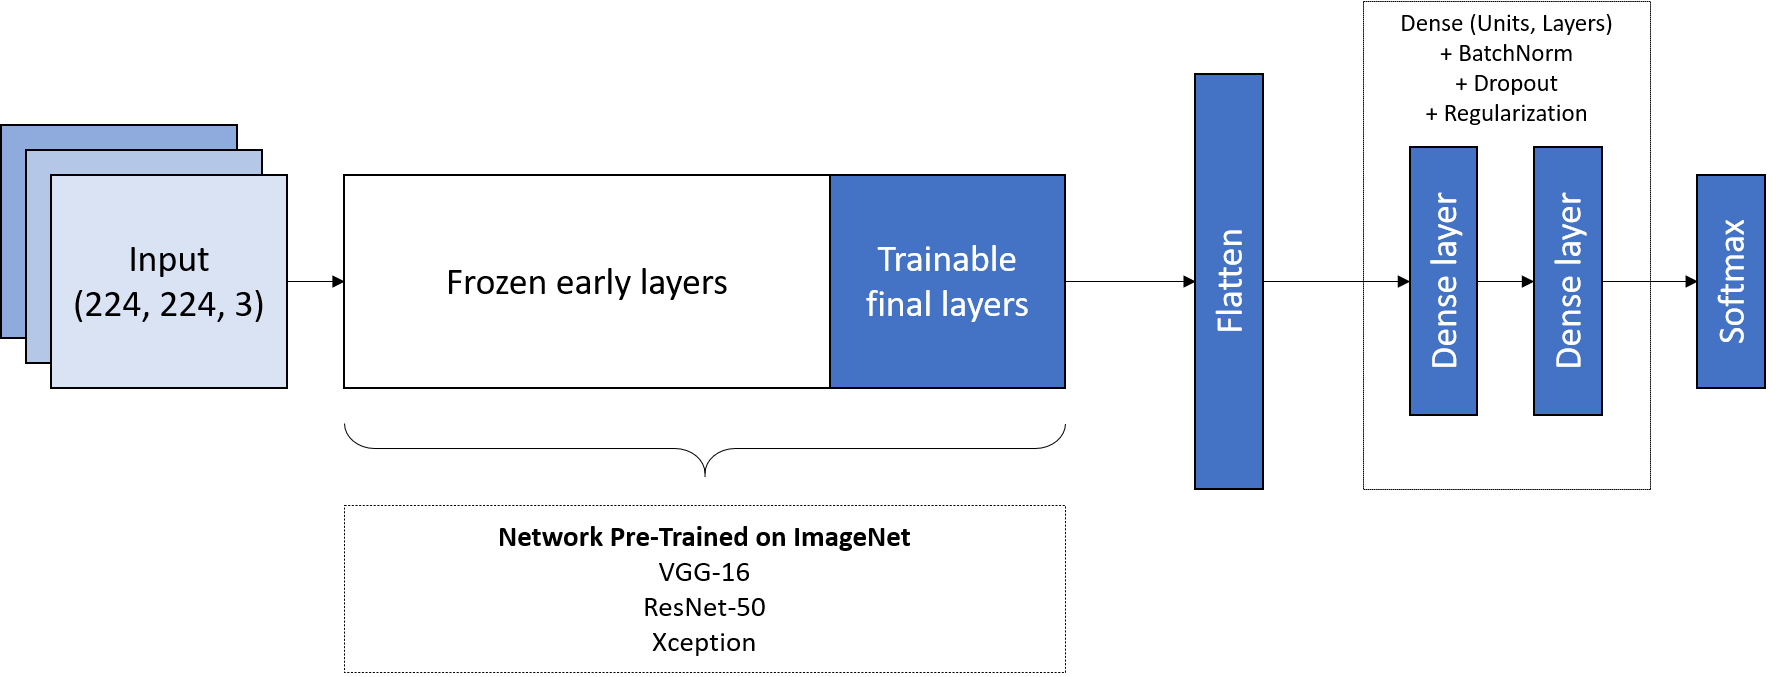 Input
(224, 224, 3)
Frozen early layers
Trainable
final layers
Network Pre-Trained on ImageNet
VGG-16
ResNet-50
Xception
Flatten
Dense (Units, Layers)
+ BatchNorm
+ Dropout
+ Regularization
Dense layer
Dense layer
Softmax